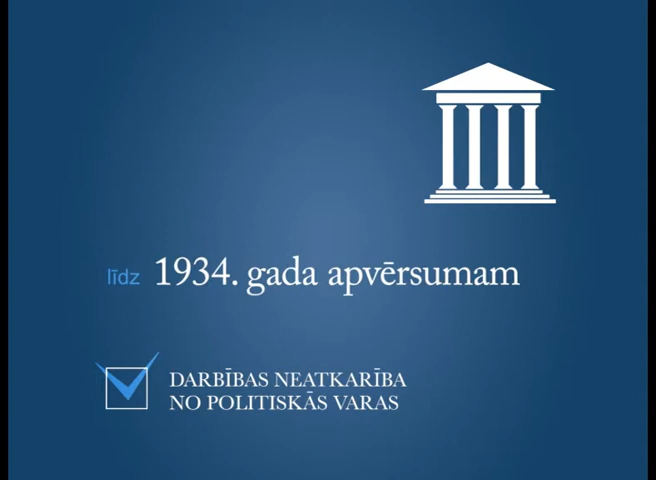 līdz 1934. gada apvērsumam
DARBĪBAS NEATKARĪBA
NO POLITISKĀS VARAS